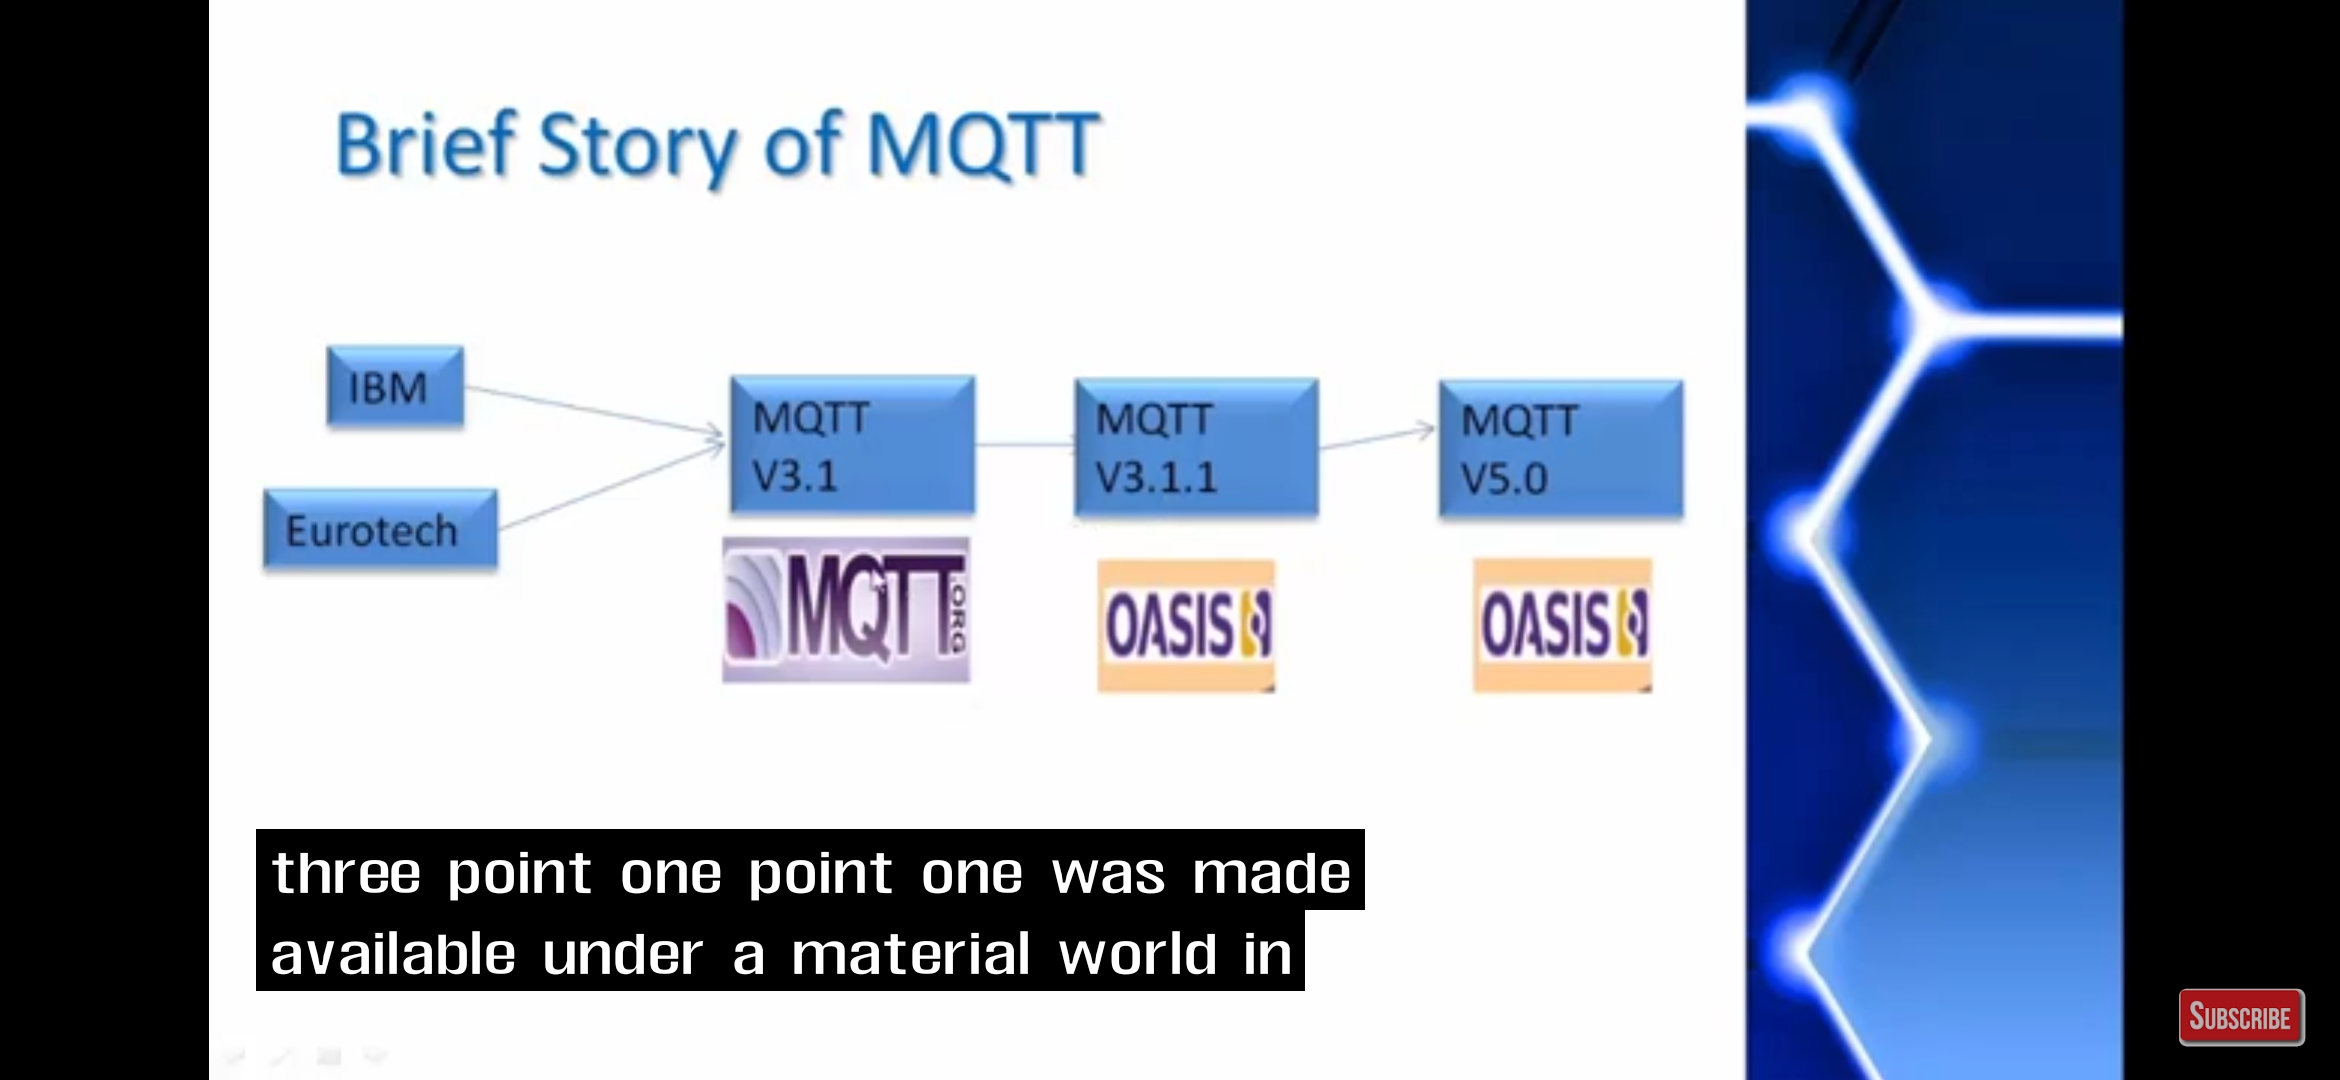 Brief Story of MQTT
IBM
Eurotech
MQTT
V3.1
MQTT
V3.1.1
MQTT
V5.0
MQTT.ORG
OASIS
OASIS
three point one point one was made
available under a material world in
SUBSCRIBE